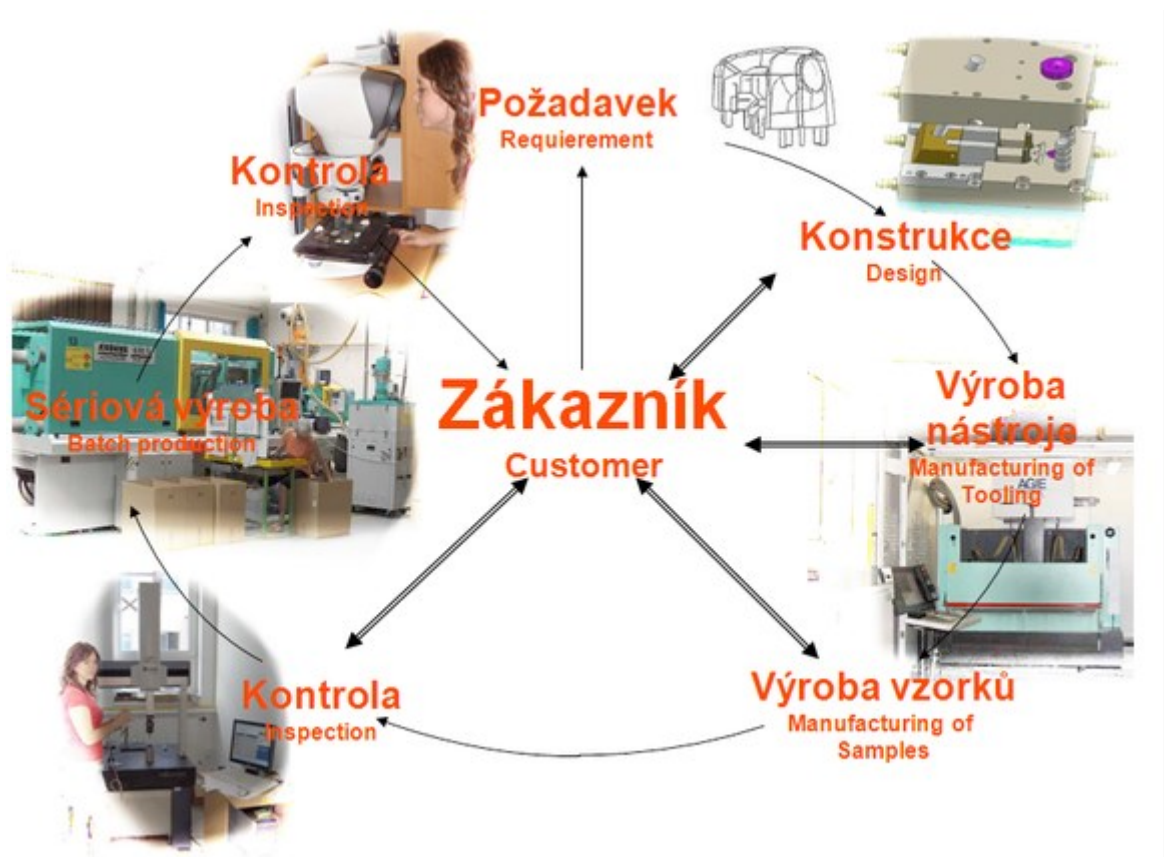 Požadavek
Requierement
Kontrola
Inspection
Konstrukce
Design
Zákazník
Customer
Výroba
nástroje
Manufacturing of
Tooling
AGIE
Sériová výroba
Batch production
Kontrola
Inspection
Výroba vzorků
Manufacturing of
Samples